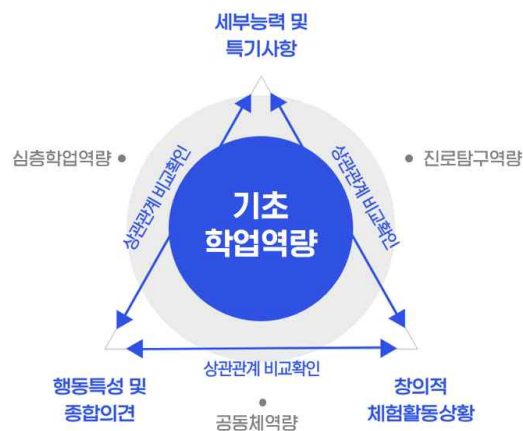 세부능력 및
특기사항
심층학업역량
진로탐구역량
상관관계 비교확인
상관관계 비교확인
기초
학업역량
상관관계 비교확인
행동특성 및
종합의견
창의적
체험활동상황
공동체역량